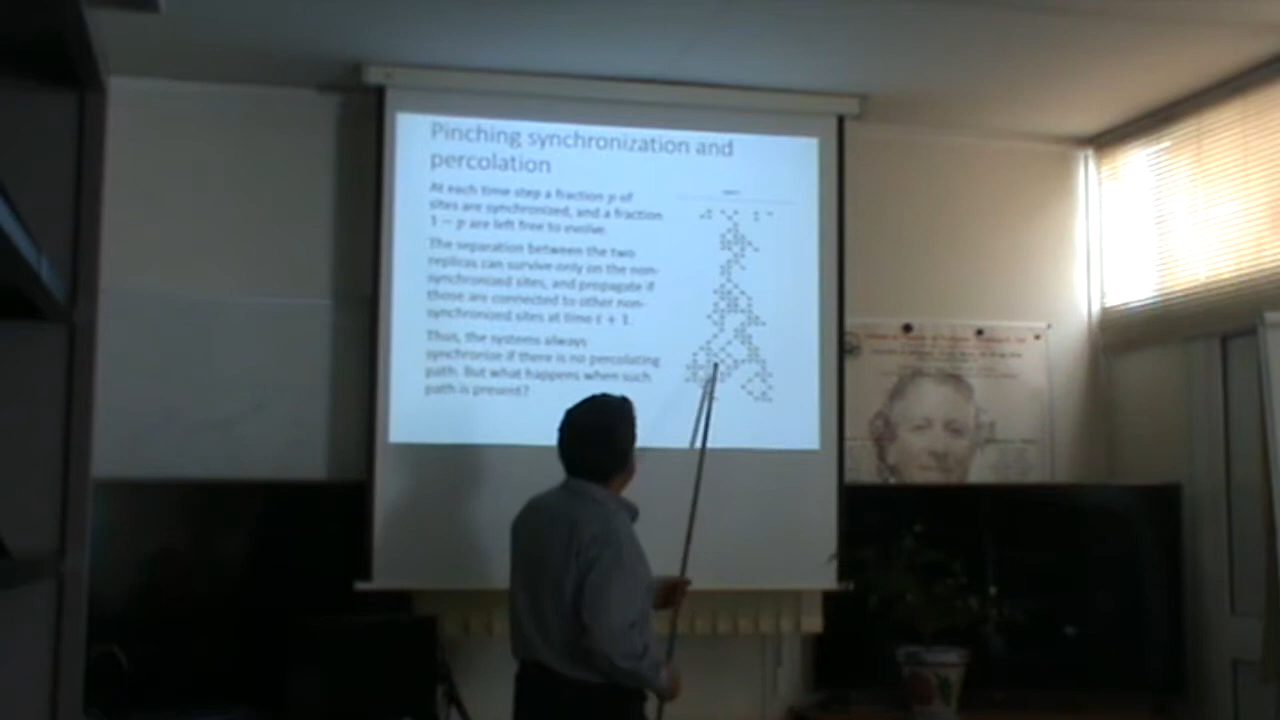 Pinching synchronization and
percolation
At each time step a fraction p of
sites are synchronized, and a fraction
1 − p are left free to evolve.
The separation between the two
replicas can survive only on the non-
synchronized sites, and propagate if
those are connected to other non-
synchronized sites at time t + 1.
Thus, the systems always
synchronize if there is no percolating
path. But what happens when such
path is present?